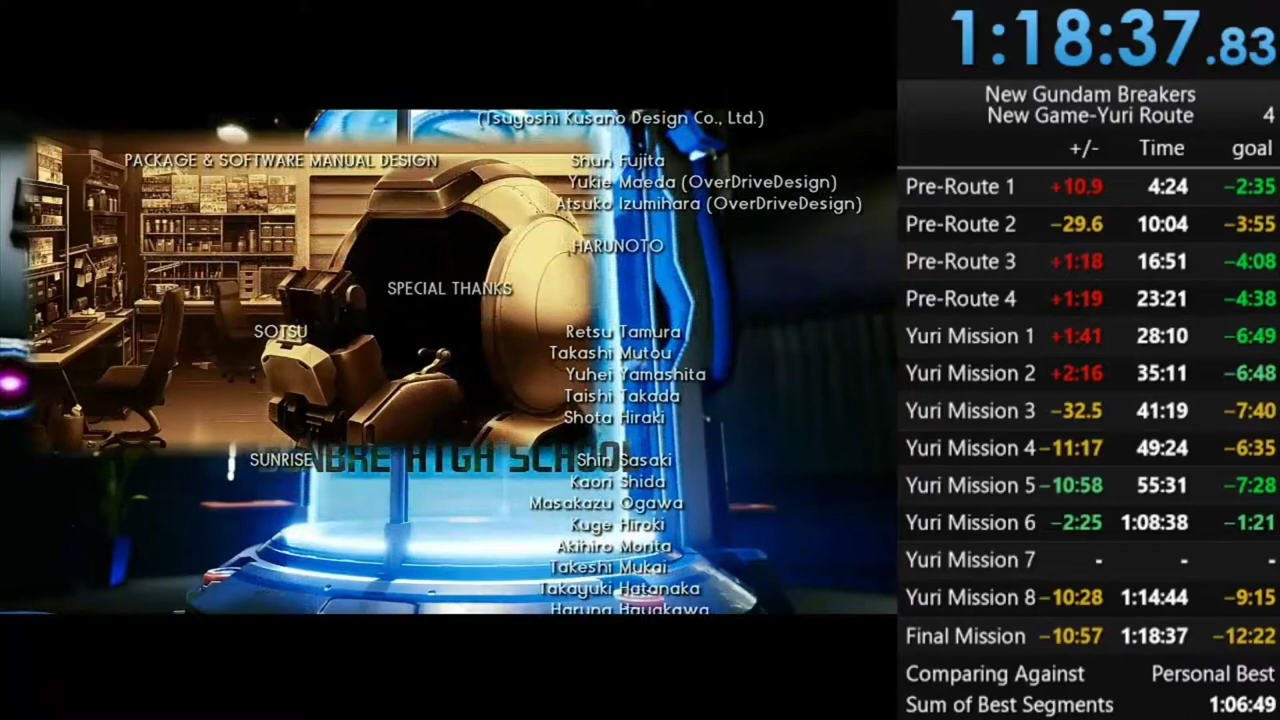 (Tsuyoshi Kusano Design Co., Ltd.)
PACKAGE & SOFTWARE MANUAL DESIGN
Shun Fujita
Yukie Maeda (OverDriveDesign)
Atsuko Izumihara (OverDriveDesign)
HARUNOTO
SPECIAL THANKS
SOTSU
Retsu Tamura
Takashi Mutou
Yuhei Yamashita
Taishi Takada
Shota Hiraki
SUNRISE
HIGH SCHOOL
Shin Sasaki
Kaori Shida
Masakazu Ogawa
Kuge Hiroki
Akihiro Morita
Takeshi Mukai
Takayuki Hatanaka
Haruna Hayakawa
1:18:37.83
New Gundam Breakers
New Game-Yuri Route 4
+/- Time goal
Pre-Route 1 +10.9 4:24 −2:35
Pre-Route 2 −29.6 10:04 −3:55
Pre-Route 3 +1:18 16:51 −4:08
Pre-Route 4 +1:19 23:21 −4:38
Yuri Mission 1 +1:41 28:10 −6:49
Yuri Mission 2 +2:16 35:11 −6:48
Yuri Mission 3 −32.5 41:19 −7:40
Yuri Mission 4 −11:17 49:24 −6:35
Yuri Mission 5 −10:58 55:31 −7:28
Yuri Mission 6 −2:25 1:08:38 −1:21
Yuri Mission 7 - - -
Yuri Mission 8 −10:28 1:14:44 −9:15
Final Mission −10:57 1:18:37 −12:22
Comparing Against Personal Best
Sum of Best Segments 1:06:49